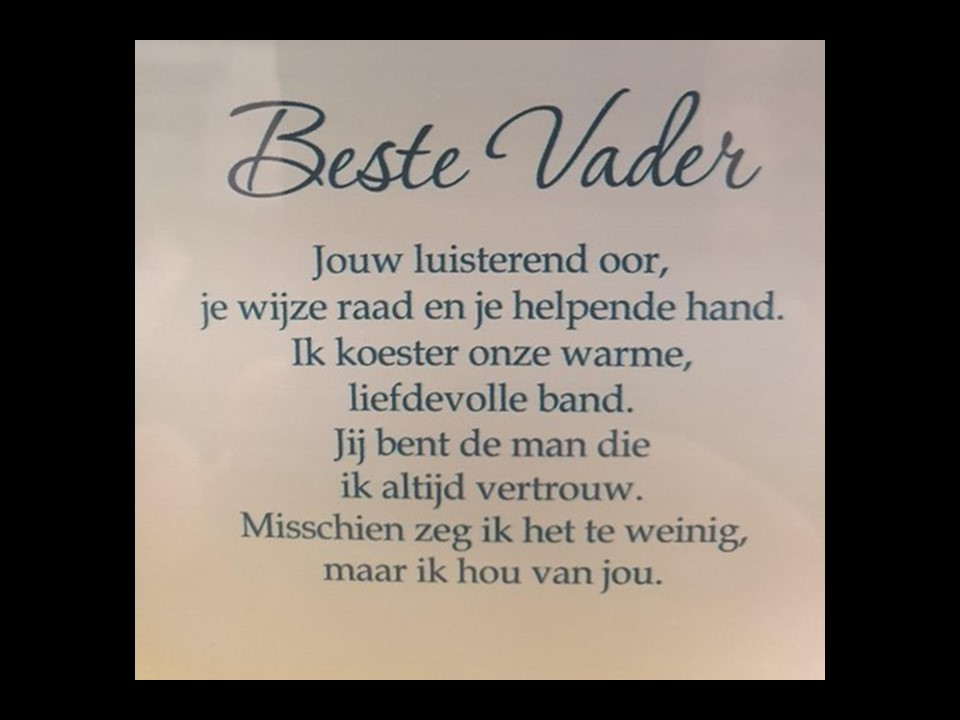 Beste Vader
Jouw luisterend oor,
je wijze raad en je helpende hand.
Ik koester onze warme,
liefdevolle band.
Jij bent de man die
ik altijd vertrouw.
Misschien zeg ik het te weinig,
maar ik hou van jou.